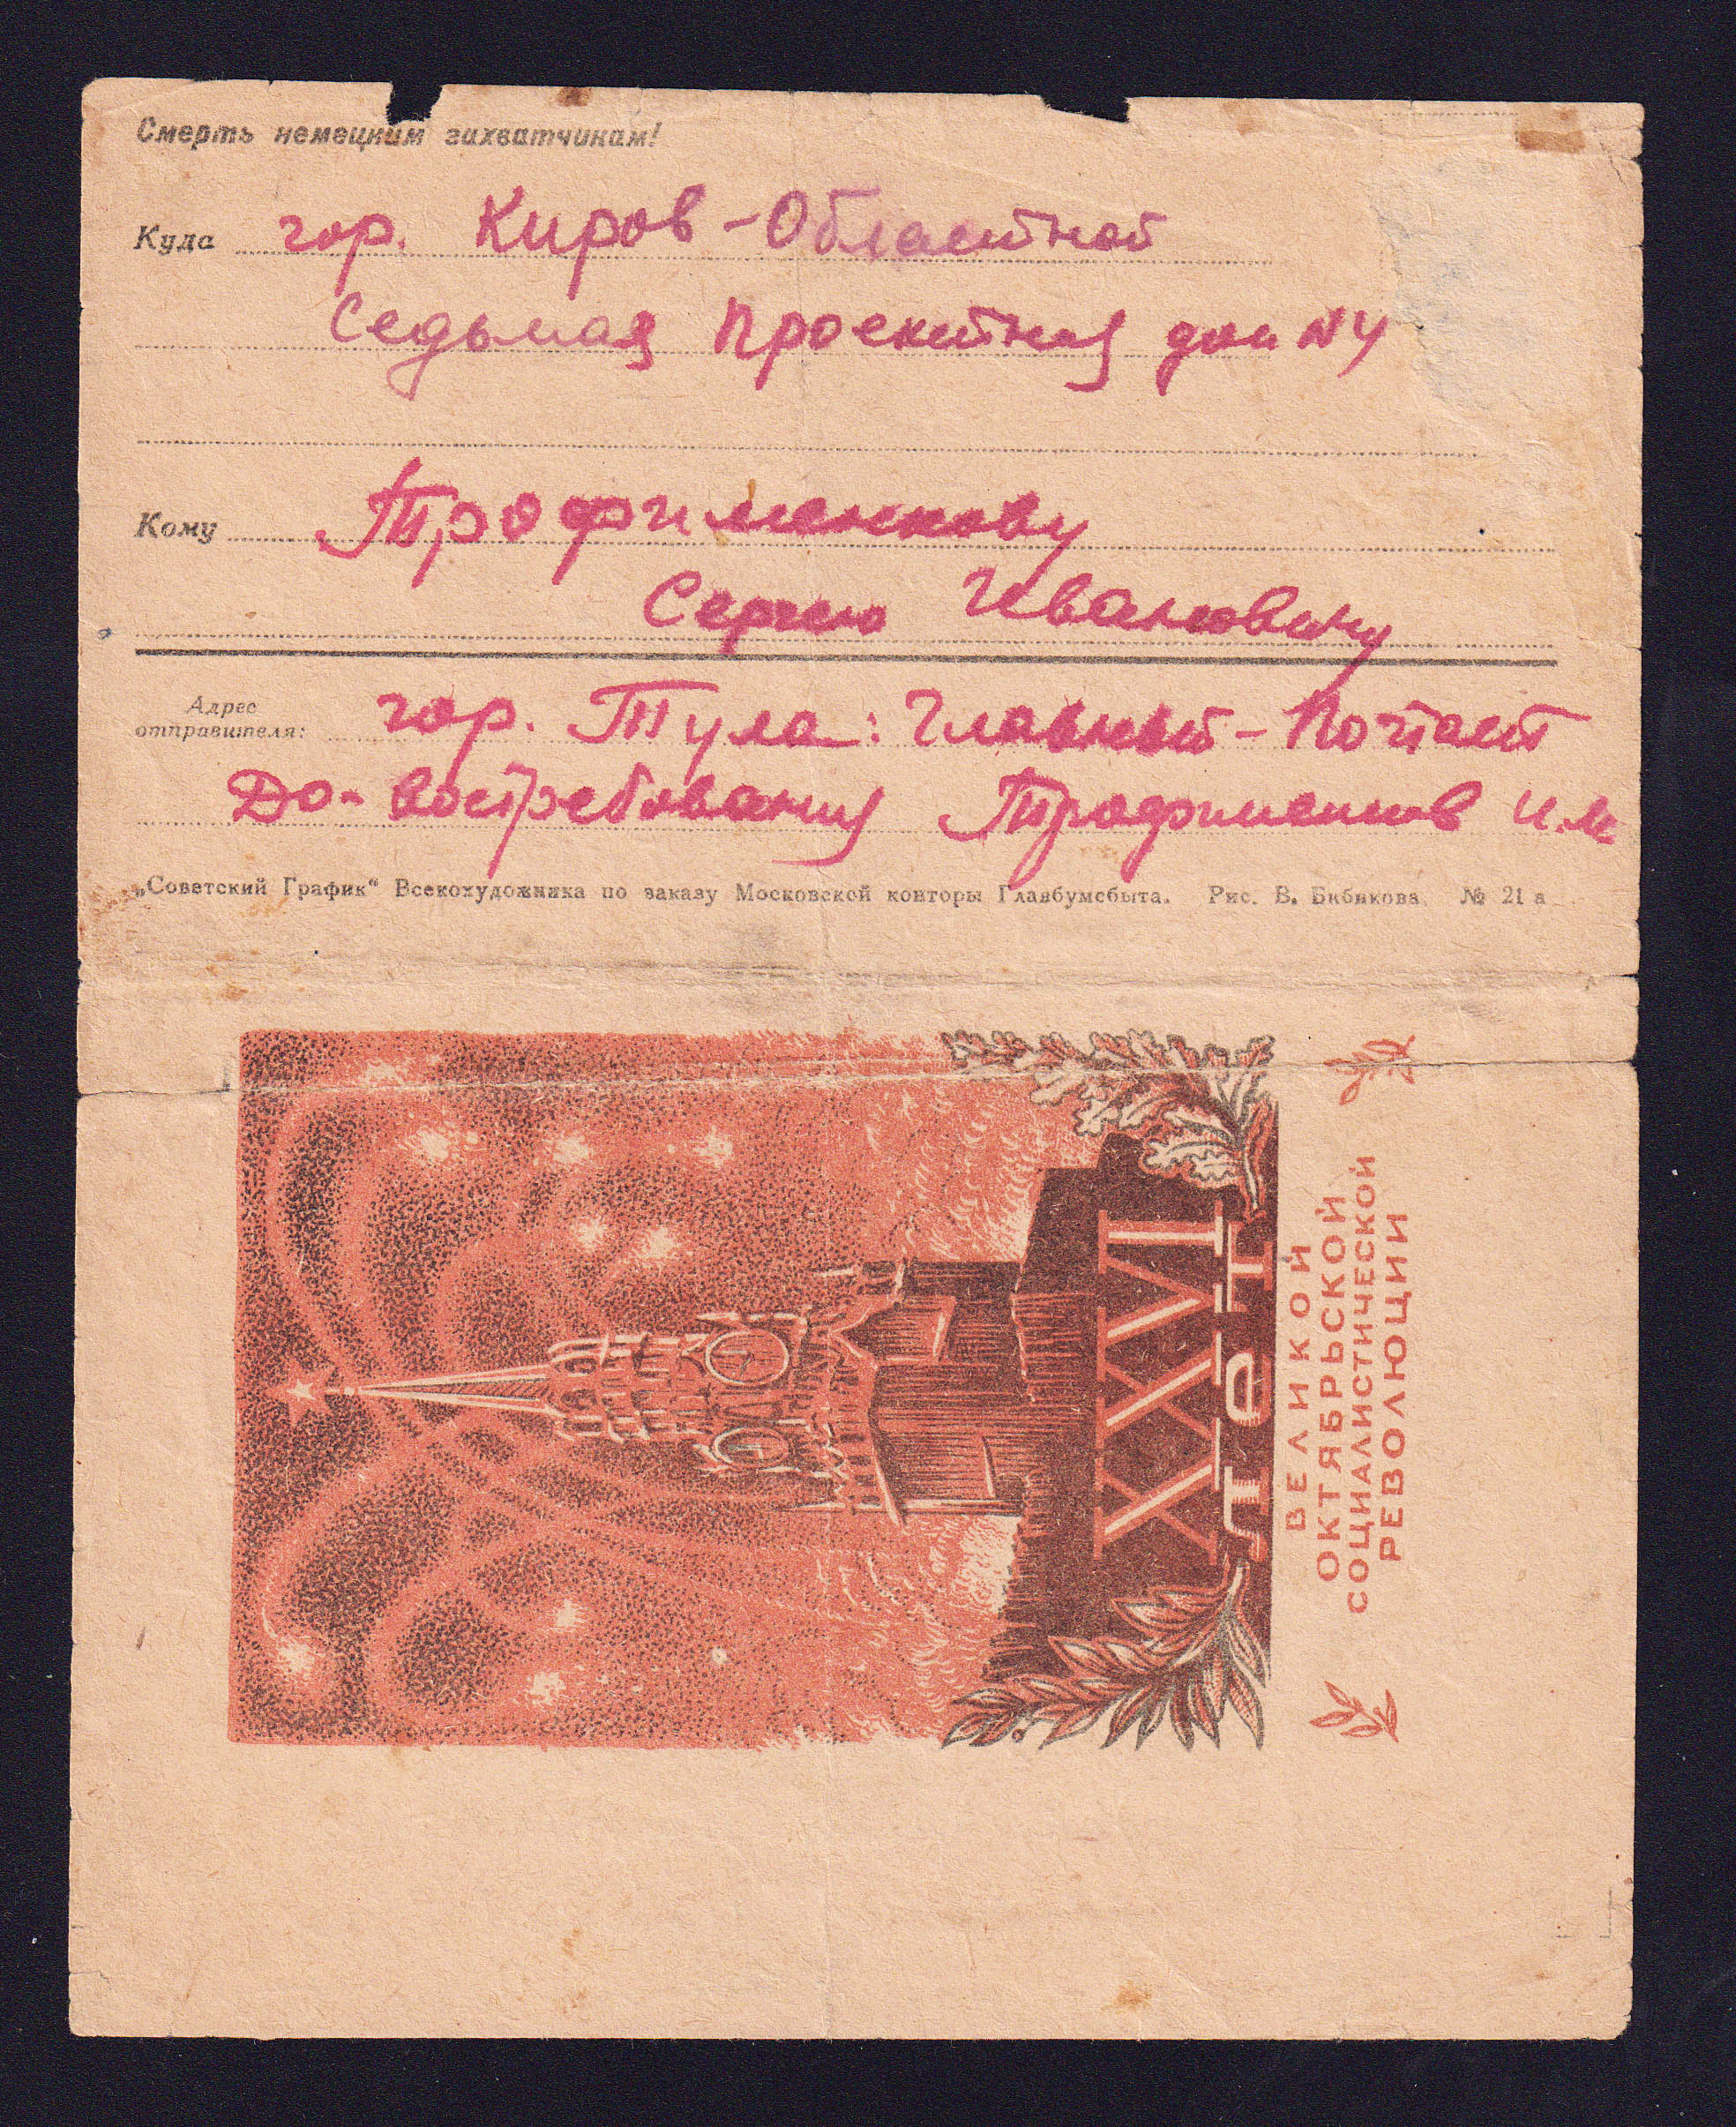 Смерть немецким захватчикам!
Куда гор. Киров-Областной
Седьмая Проектная дом №4
Кому Трофименкову
Сергею Ивановичу
Адрес
отправителя: гор. Тула: Главный-Почтамт
До-востребования Трофименков И.М.
„Советский График“ Всекохудожника по заказу Московской конторы Главбумсбыта. Рис. В. Бибикова. № 21 а
XXVI
лет
ВЕЛИКОЙ
ОКТЯБРЬСКОЙ
СОЦИАЛИСТИЧЕСКОЙ
РЕВОЛЮЦИИ